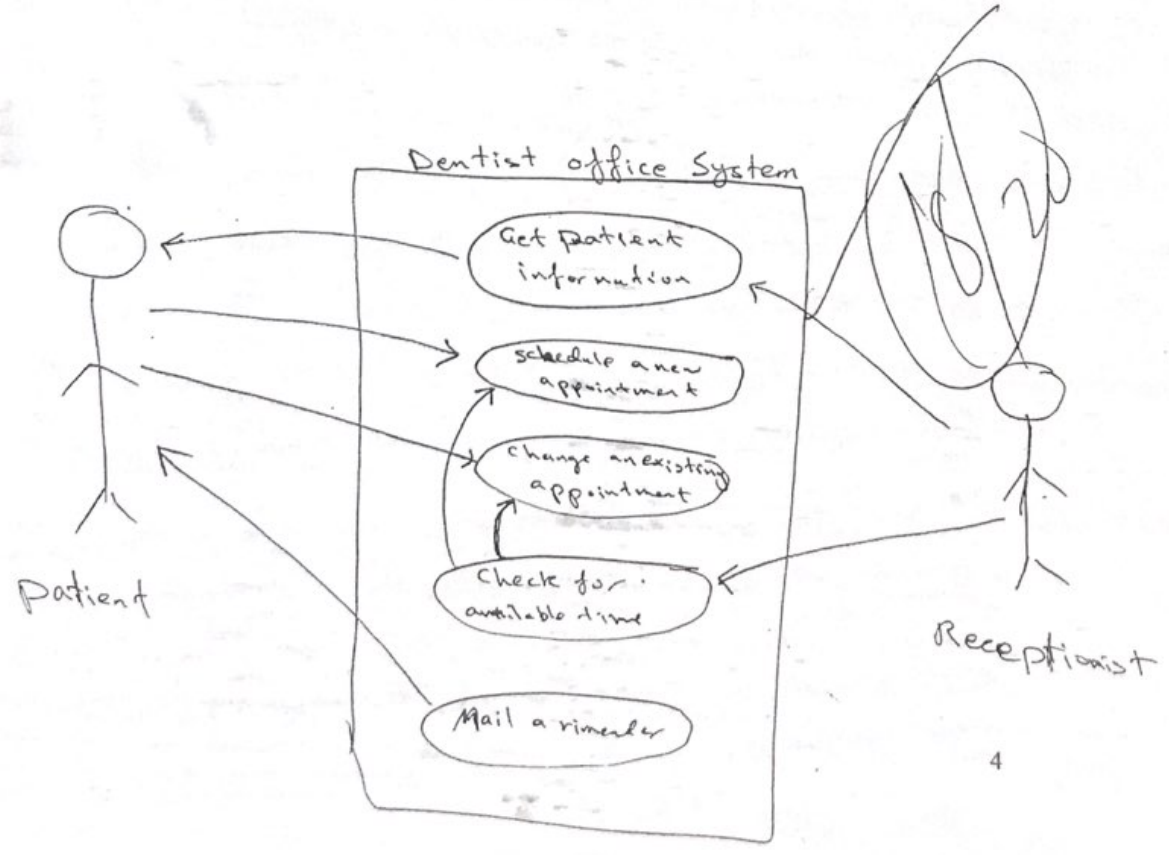 Dentist office System
Get patient
information
schedule a new
appointment
change an existing
appointment
Check for
available time
Mail a rimender
patient
Receptionist
4